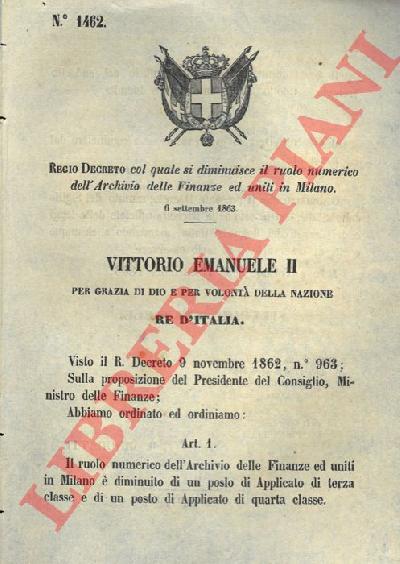 N.° 1462.
REGIO DECRETO col quale si diminuisce il ruolo numerico
dell'Archivio delle Finanze ed uniti in Milano.
6 settembre 1863.
VITTORIO EMANUELE II
PER GRAZIA DI DIO E PER VOLONTÀ DELLA NAZIONE
RE D'ITALIA.
Visto il R. Decreto 9 novembre 1862, n.° 963;
Sulla proposizione del Presidente del Consiglio, Mi-
nistro delle Finanze;
Abbiamo ordinato ed ordiniamo:
Art. 1.
Il ruolo numerico dell'Archivio delle Finanze ed uniti
in Milano è diminuito di un posto di Applicato di terza
classe e di un posto di Applicato di quarta classe.
LIBRERIA PIANI